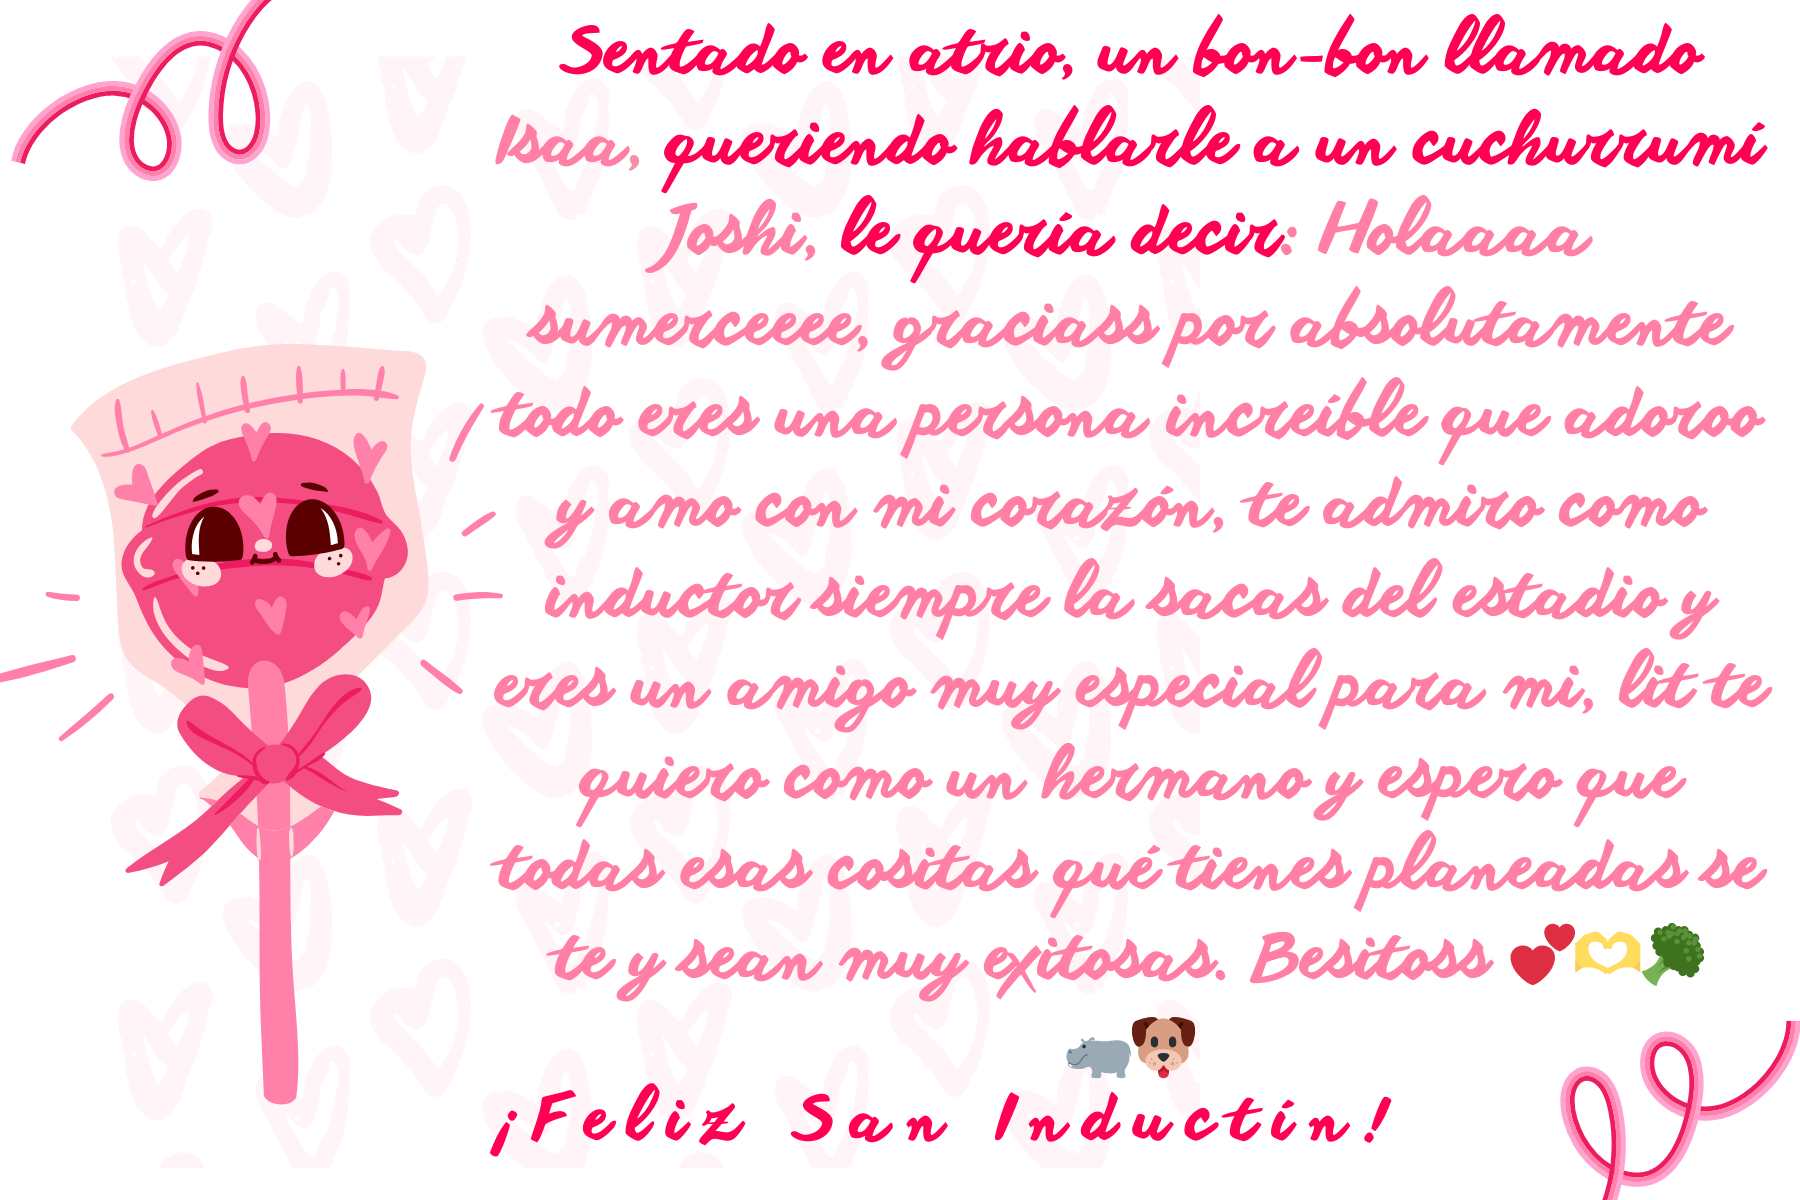 Sentado en atrio, un bon-bon llamado
Isaa, queriendo hablarle a un cuchurrumí
Joshi, le quería decir: Holaaaa
sumerceeee, graciass por absolutamente
todo eres una persona increíble que adoroo
y amo con mi corazón, te admiro como
inductor siempre la sacas del estadio y
eres un amigo muy especial para mi, lit te
quiero como un hermano y espero que
todas esas cositas qué tienes planeadas se
te y sean muy exitosas. Besitoss 💕🫶🥦
🦛🐶
¡Feliz San Inductín!